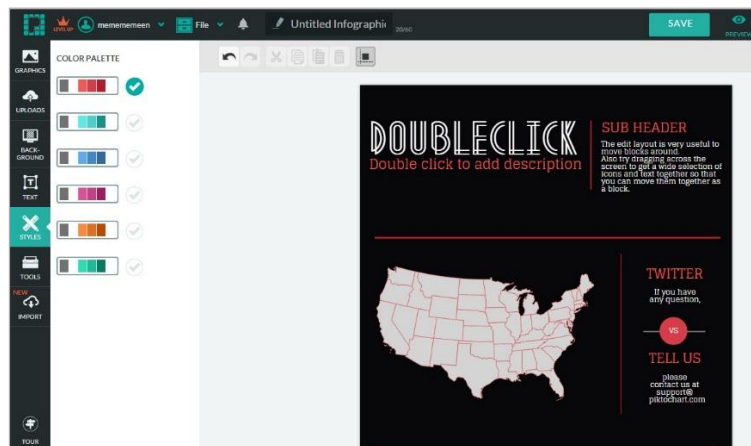 LEVEL UP
memememeen
File
Untitled Infographi
20/60
SAVE
PREVIEW
GRAPHICS
UPLOADS
BACK-
GROUND
TEXT
STYLES
TOOLS
NEW
IMPORT
TOUR
COLOR PALETTE
DOUBLECLICK
Double click to add description
SUB HEADER
The edit layout is very useful to
move blocks around.
Also try dragging across the
screen to get a wide selection of
icons and text together so that
you can move them together as
a block.
TWITTER
If you have
any question,
VS
TELL US
please
contact us at
support@
piktochart.com